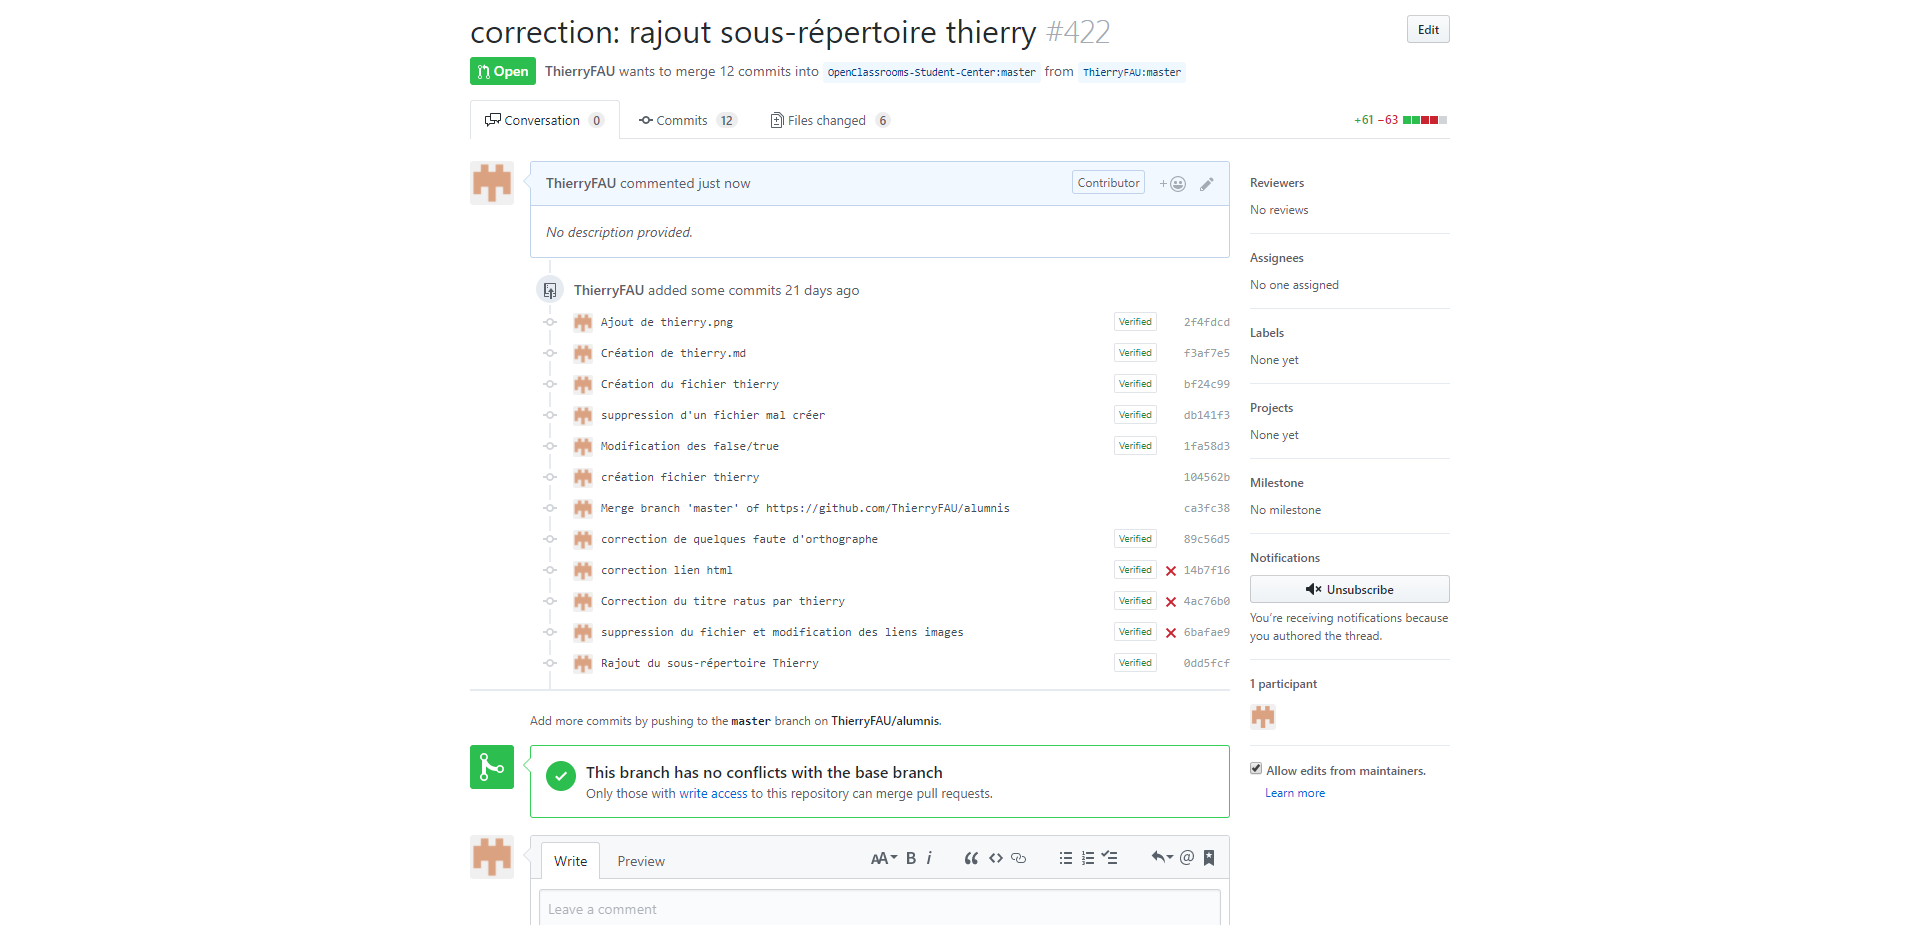 correction: rajout sous-répertoire thierry #422
Edit
Open ThierryFAU wants to merge 12 commits into OpenClassrooms-Student-Center:master from ThierryFAU:master
Conversation 0 Commits 12 Files changed 6 +61 −63
ThierryFAU commented just now Contributor +
No description provided.
ThierryFAU added some commits 21 days ago
Ajout de thierry.png Verified 2f4fdcd
Création de thierry.md Verified f3af7e5
Création du fichier thierry Verified bf24c99
suppression d'un fichier mal créer Verified db141f3
Modification des false/true Verified 1fa58d3
création fichier thierry 104562b
Merge branch 'master' of https://github.com/ThierryFAU/alumnis ca3fc38
correction de quelques faute d'orthographe Verified 89c56d5
correction lien html Verified 14b7f16
Correction du titre ratus par thierry Verified 4ac76b0
suppression du fichier et modification des liens images Verified 6bafae9
Rajout du sous-répertoire Thierry Verified 0dd5fcf
Add more commits by pushing to the master branch on ThierryFAU/alumnis.
This branch has no conflicts with the base branch
Only those with write access to this repository can merge pull requests.
Write Preview AA B i @
Leave a comment
Reviewers
No reviews
Assignees
No one assigned
Labels
None yet
Projects
None yet
Milestone
No milestone
Notifications
Unsubscribe
You're receiving notifications because
you authored the thread.
1 participant
Allow edits from maintainers.
Learn more